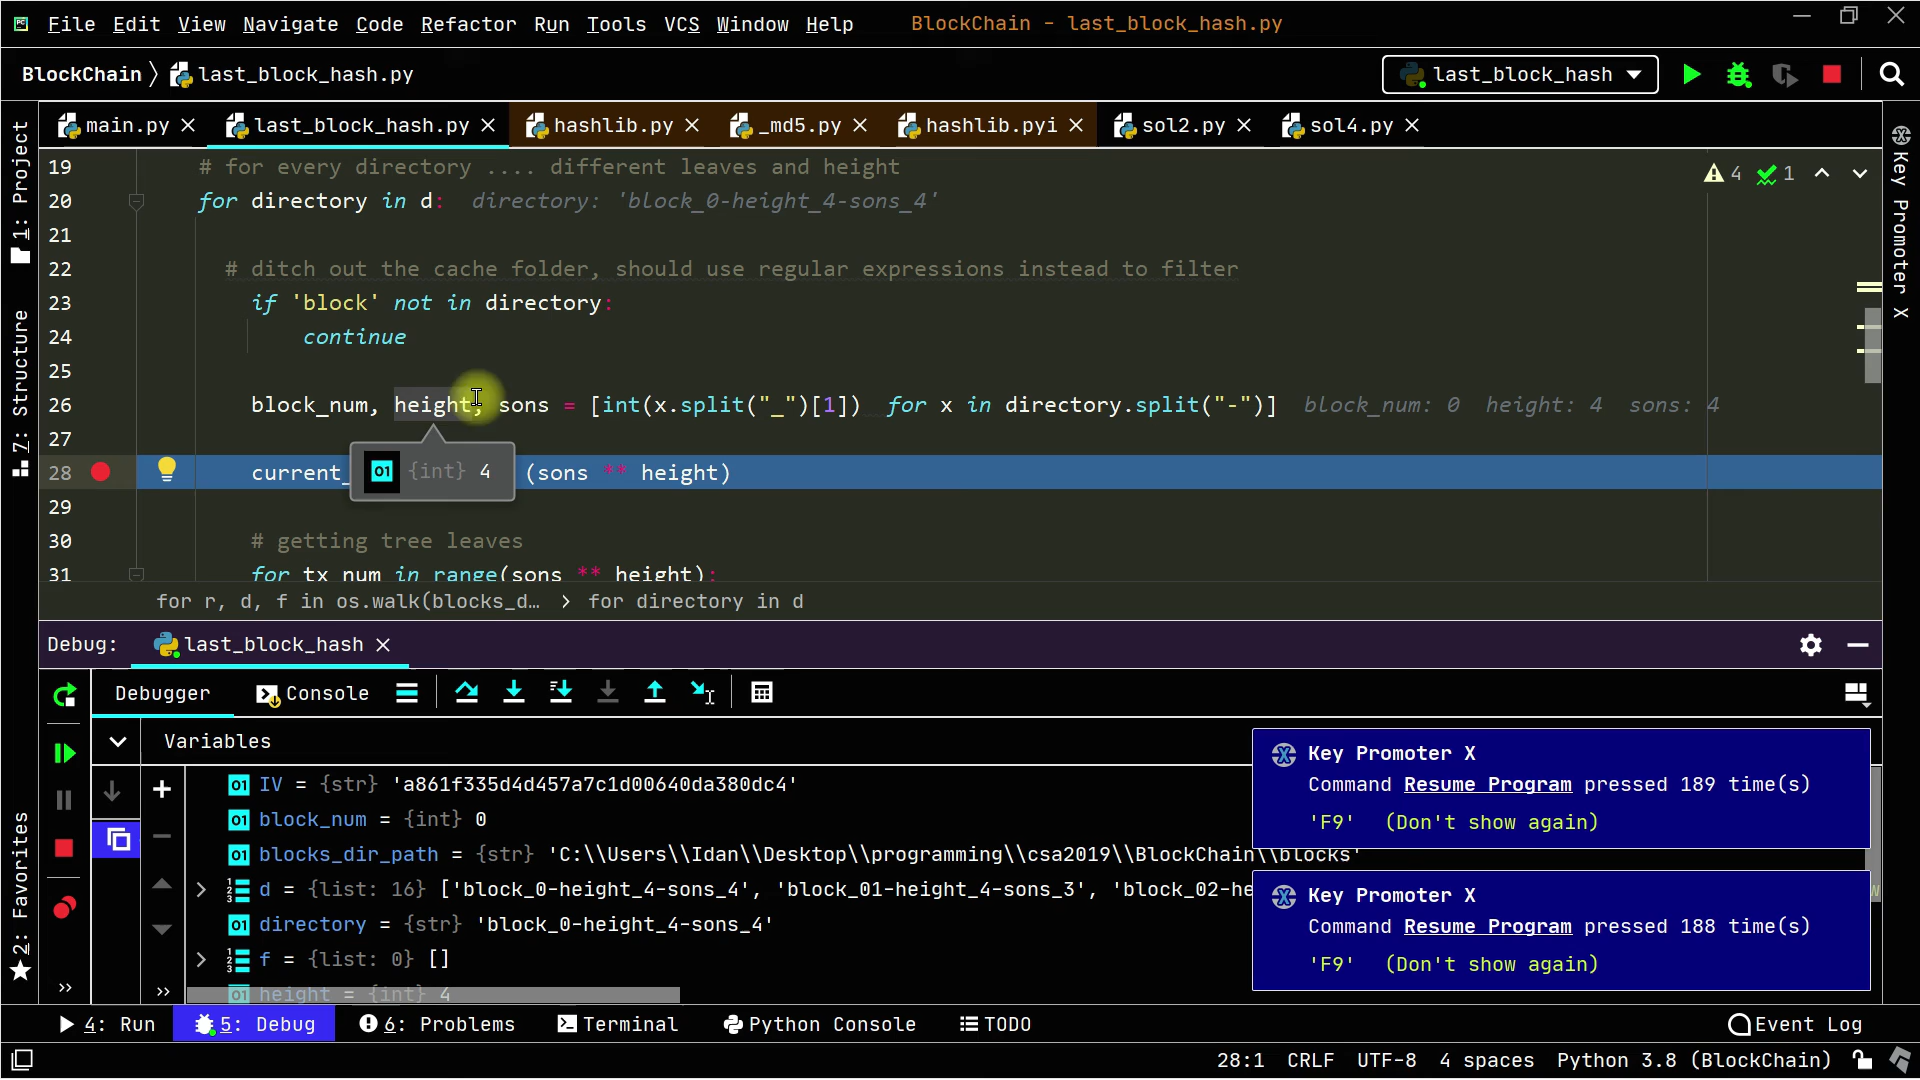 File Edit View Navigate Code Refactor Run Tools VCS Window Help BlockChain - last_block_hash.py
BlockChain last_block_hash.py last_block_hash
main.py last_block_hash.py hashlib.py _md5.py hashlib.pyi sol2.py sol4.py
1: Project
7: Structure
2: Favorites
Key Promoter X
4 1
19 # for every directory .... different leaves and height
20 for directory in d: directory: 'block_0-height_4-sons_4'
21
22 # ditch out the cache folder, should use regular expressions instead to filter
23 if 'block' not in directory:
24 continue
25
26 block_num, height, sons = [int(x.split("_")[1]) for x in directory.split("-")] block_num: 0 height: 4 sons: 4
27
28 current_ (sons ** height)
01 {int} 4
29
30 # getting tree leaves
31 for tx_num in range(sons ** height):
for r, d, f in os.walk(blocks_d… › for directory in d
Debug: last_block_hash
Debugger Console
Variables
01 IV = {str} 'a861f335d4d457a7c1d00640da380dc4'
01 block_num = {int} 0
01 blocks_dir_path = {str} 'C:\\Users\\Idan\\Desktop\\programming\\csa2019\\BlockChain\\blocks'
d = {list: 16} ['block_0-height_4-sons_4', 'block_01-height_4-sons_3', 'block_02-he
01 directory = {str} 'block_0-height_4-sons_4'
f = {list: 0} []
01 height = {int} 4
Key Promoter X
Command Resume Program pressed 189 time(s)
'F9' (Don't show again)
Key Promoter X
Command Resume Program pressed 188 time(s)
'F9' (Don't show again)
4: Run 5: Debug 6: Problems Terminal Python Console TODO Event Log
28:1 CRLF UTF-8 4 spaces Python 3.8 (BlockChain)